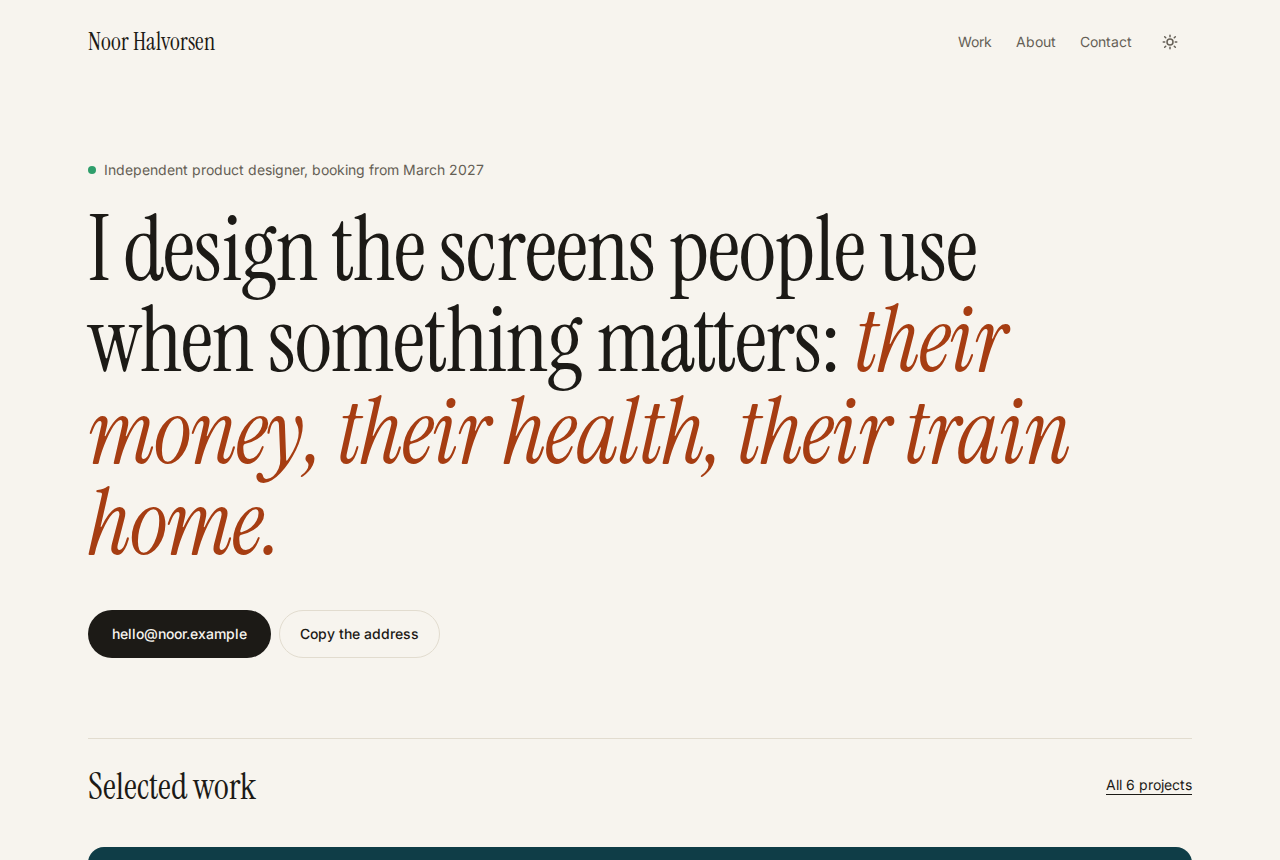 Noor Halvorsen
Work
About
Contact
Independent product designer, booking from March 2027
I design the screens people use
when something matters: their
money, their health, their train
home.
hello@noor.example
Copy the address
Selected work
All 6 projects